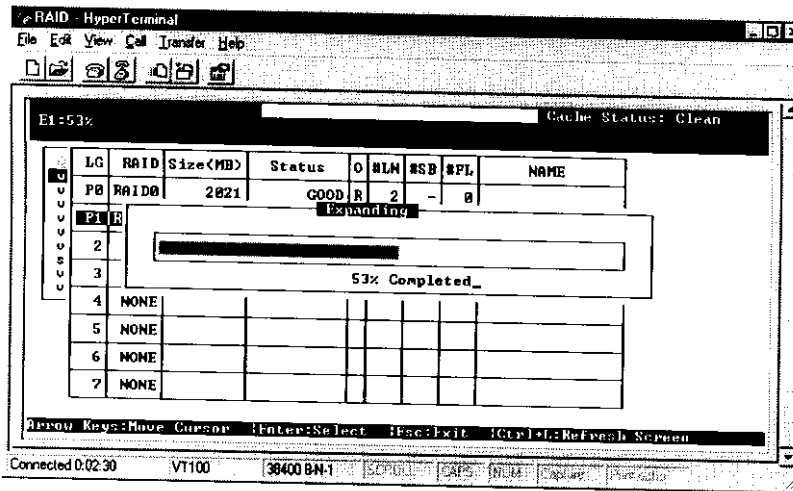 RAID - HyperTerminal
File Edit View Call Transfer Help
E1:53% Cache Status: Clean
LG RAID Size(MB) Status O #LN #SB #FL NAME
P0 RAID0 2021 GOOD R 2 - 0
Expanding
P1 R
2
53% Completed_
3
4 NONE
5 NONE
6 NONE
7 NONE
Arrow Keys:Move Cursor |Enter:Select |Esc:Exit |Ctrl+L:Refresh Screen
Connected 0:02:30 VT100 38400 8-N-1 SCROLL CAPS NUM Capture Print echo